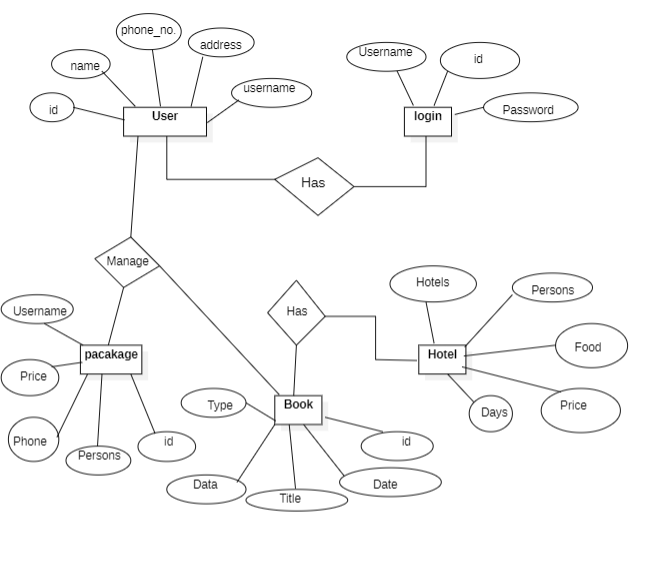 phone_no.
address
name
username
id
User
Username
id
Password
login
Has
Manage
Username
Price
Phone
Persons
id
pacakage
Has
Hotels
Persons
Food
Price
Days
Hotel
Type
Book
id
Data
Title
Date